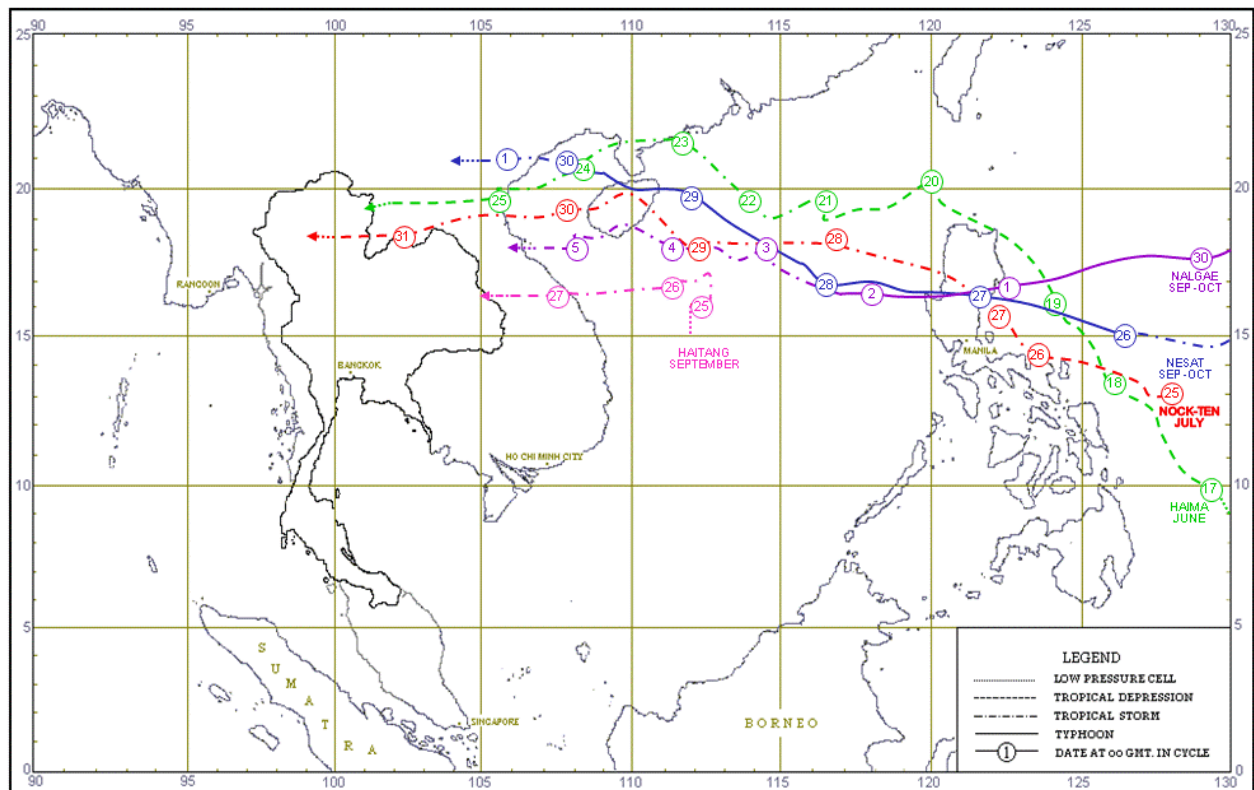 90 95 100 105 110 115 120 125 130
25 25
23
30 1 24
20 21 20
25 29 22
30
31 28
5 4 29 3 30
RANGOON NALGAE
SEP-OCT
26 28 2 27 1 19
27 25 27
15 26 15
HAITANG
SEPTEMBER
MANILA
26 NESAT
SEP-OCT
BANGKOK
18 25
NOCK-TEN
JULY
HO CHI MINH CITY
10 17 10
HAIMA
JUNE
5 5
SUMATRA
SINGAPORE
BORNEO
LEGEND
LOW PRESSURE CELL
TROPICAL DEPRESSION
TROPICAL STORM
TYPHOON
1 DATE AT 00 GMT. IN CYCLE
0 0
90 95 100 105 110 115 120 125 130